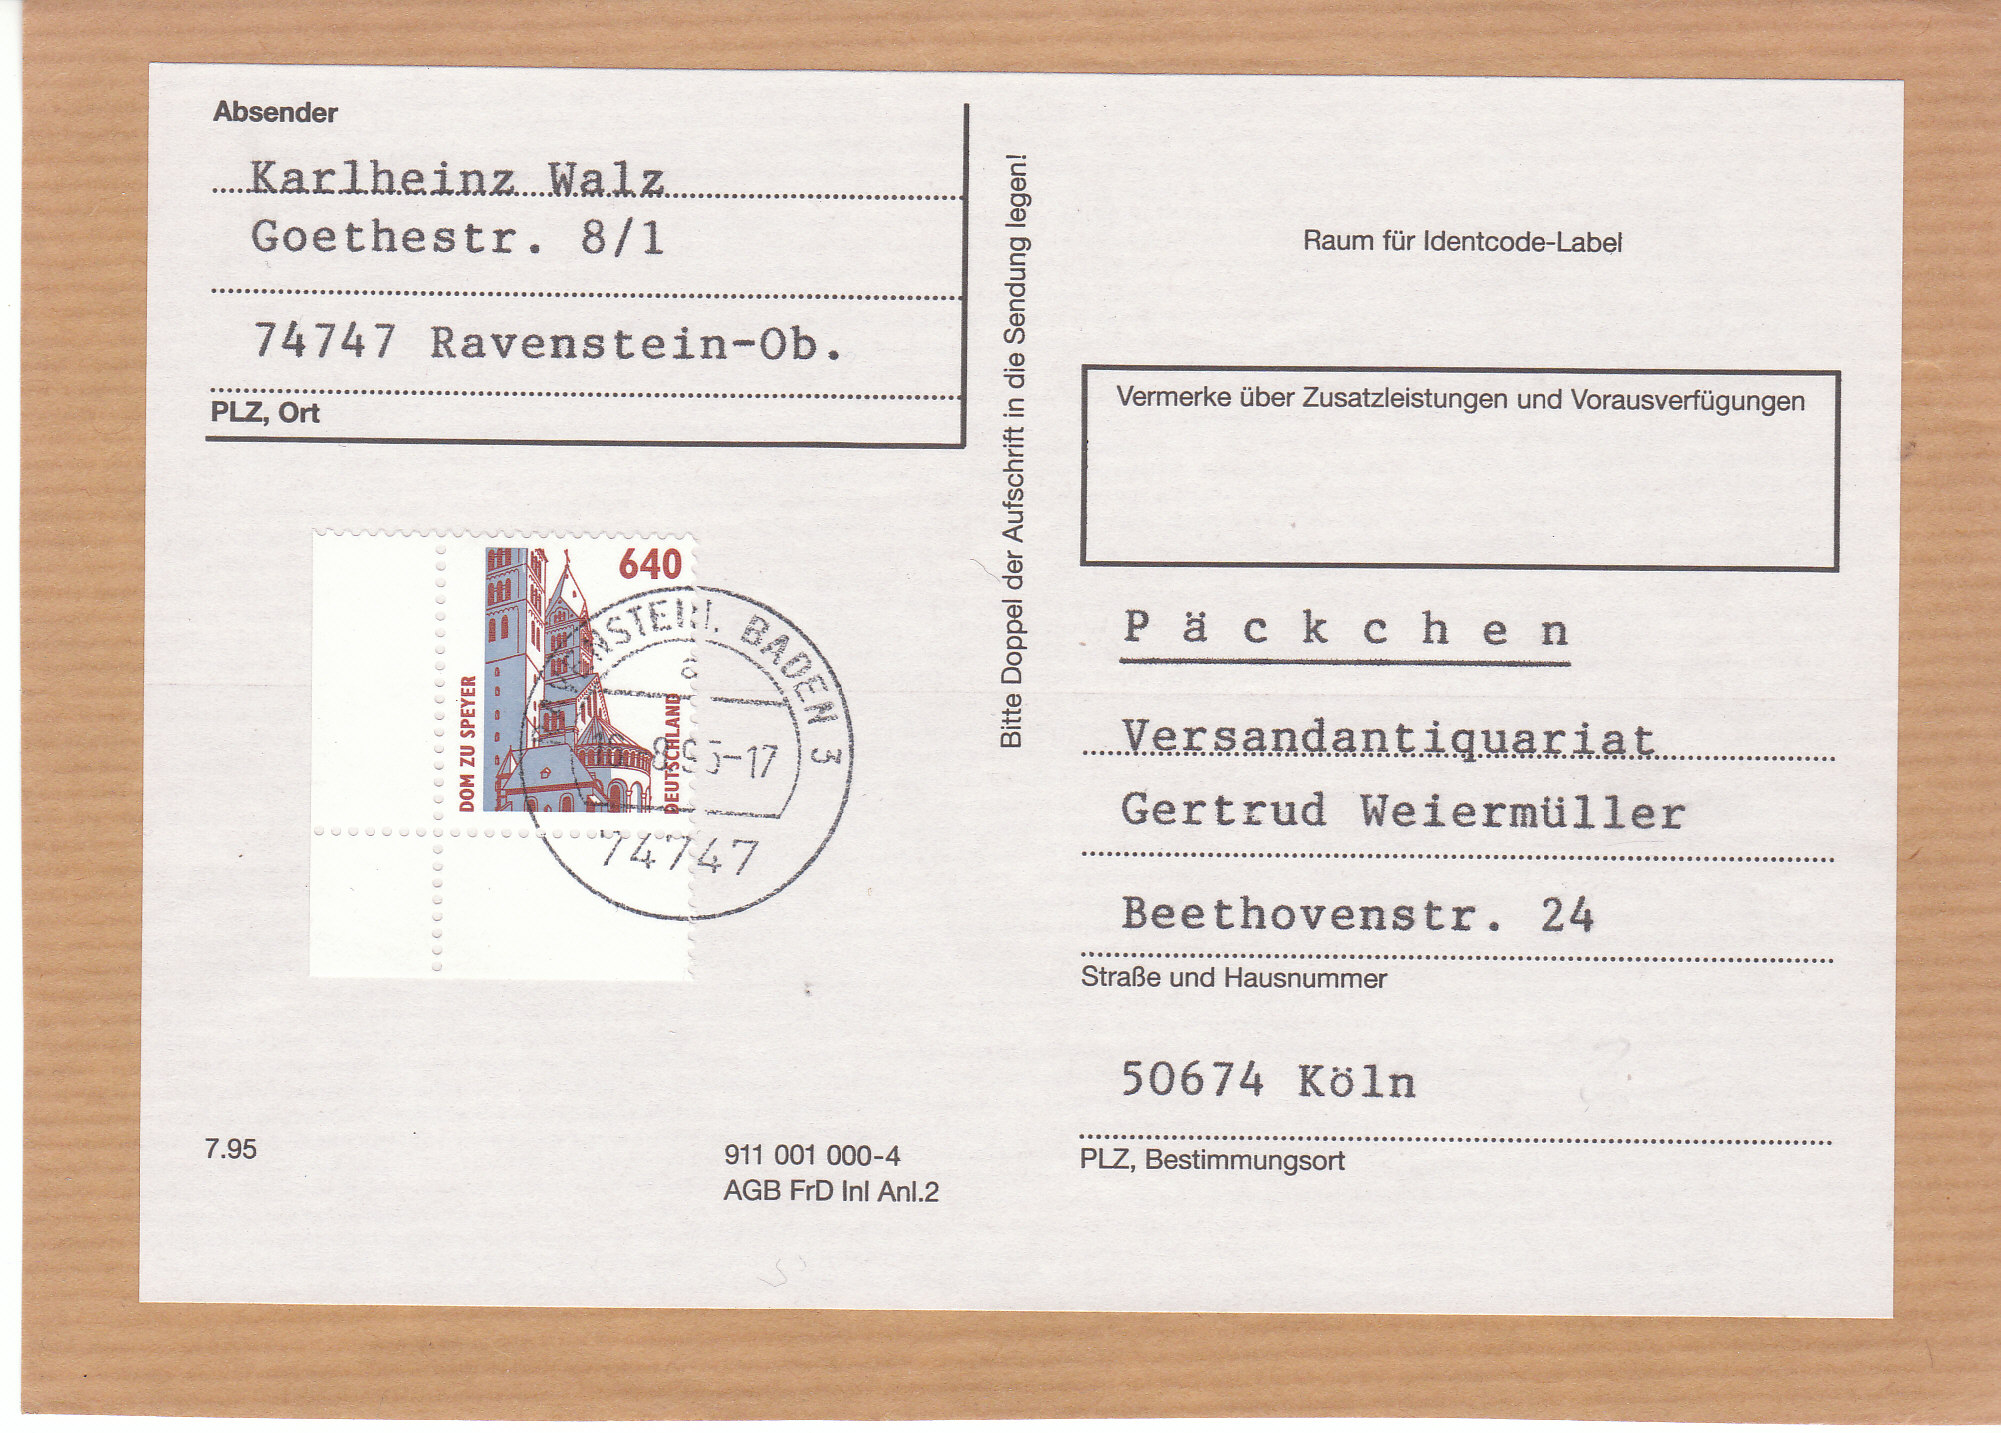 Absender
Karlheinz Walz
Goethestr. 8/1
74747 Ravenstein-Ob.
PLZ, Ort
Bitte Doppel der Aufschrift in die Sendung legen!
Raum für Identcode-Label
Vermerke über Zusatzleistungen und Vorausverfügungen
640
DOM ZU SPEYER
DEUTSCHLAND
BADEN 3
-17
74747
Päckchen
Versandantiquariat
Gertrud Weiermüller
Beethovenstr. 24
Straße und Hausnummer
50674 Köln
PLZ, Bestimmungsort
7.95
911 001 000-4
AGB FrD Inl Anl.2